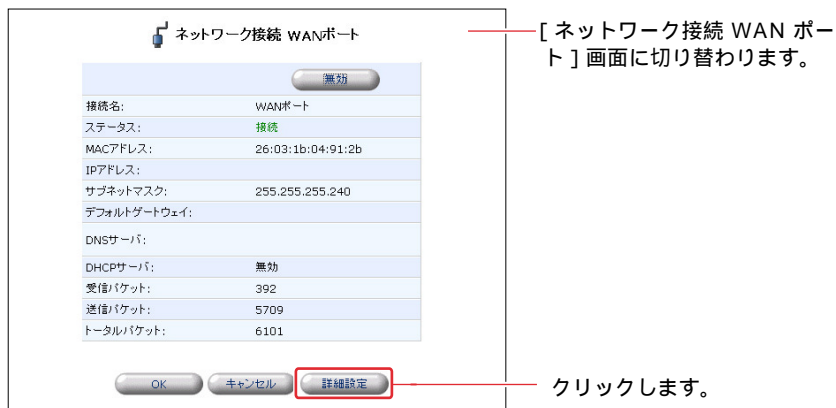 ネットワーク接続 WANポート
[ ネットワーク接続 WAN ポー
ト ] 画面に切り替わります。
無効
接続名: WANポート
ステータス: 接続
MACアドレス: 26:03:1b:04:91:2b
IPアドレス:
サブネットマスク: 255.255.255.240
デフォルトゲートウェイ:
DNSサーバ:
DHCPサーバ: 無効
受信パケット: 392
送信パケット: 5709
トータルパケット: 6101
OK キャンセル 詳細設定
クリックします。